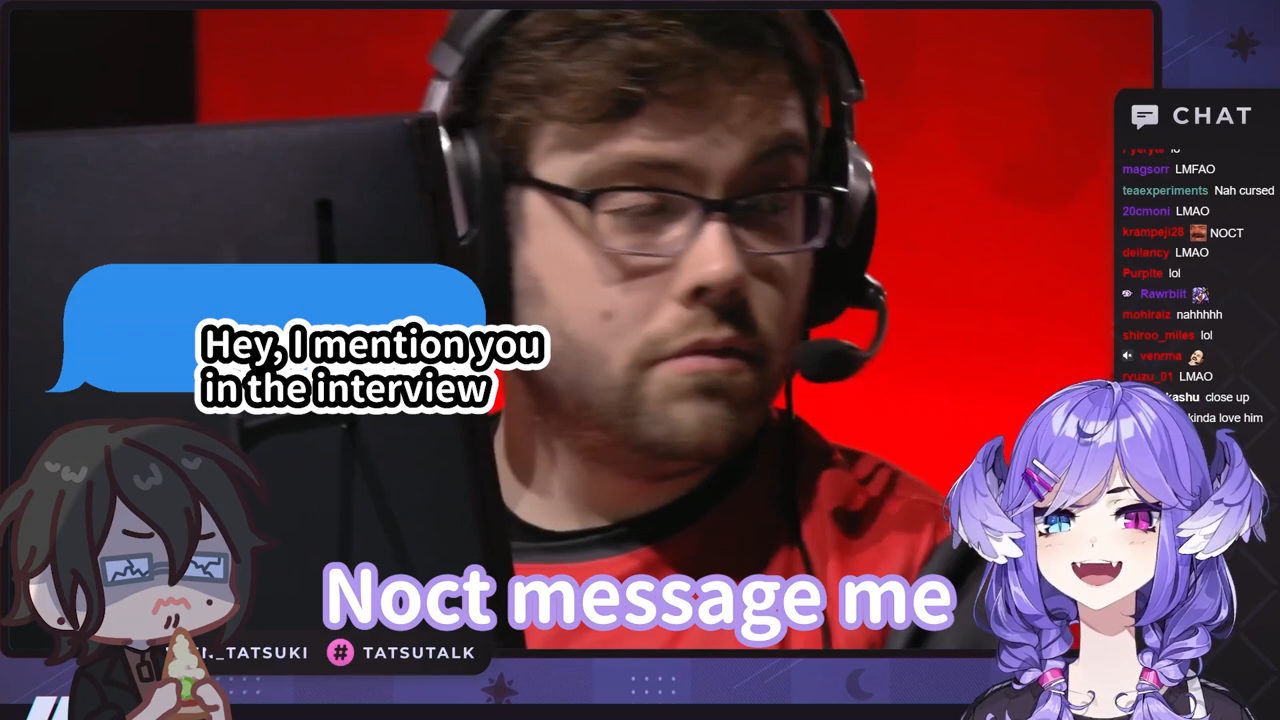 CHAT
magsorr LMFAO
teaexperiments Nah cursed
20cmoni LMAO
krampeji28 NOCT
deilancy LMAO
Purpite lol
Rawrbiit
mohiraiz nahhhhh
shiroo_miles lol
venrma
ryuzu_01 LMAO
kashu close up
kinda love him
Hey, I mention you
in the interview
Noct message me
_TATSUKI # TATSUTALK